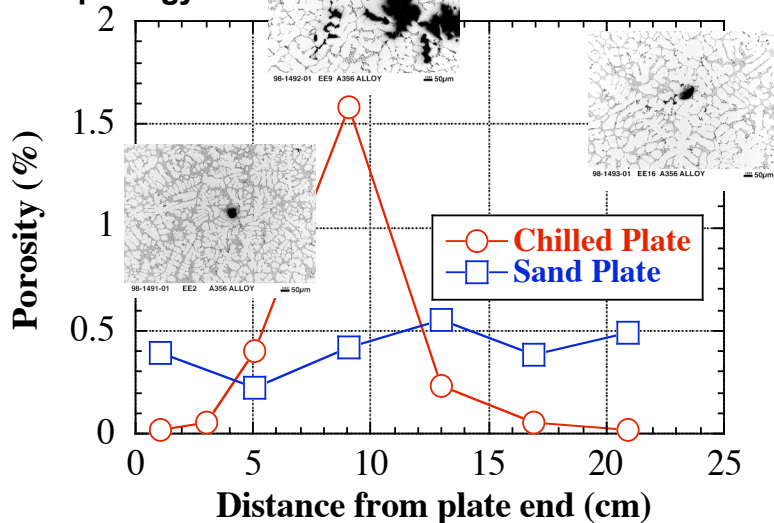 2
98-1492-01 EE9 A356 ALLOY 50µm
98-1493-01 EE16 A356 ALLOY 50µm
1.5
98-1491-01 EE2 A356 ALLOY 50µm
1
Chilled Plate
Sand Plate
0.5
0
Porosity (%)
0 5 10 15 20 25
Distance from plate end (cm)